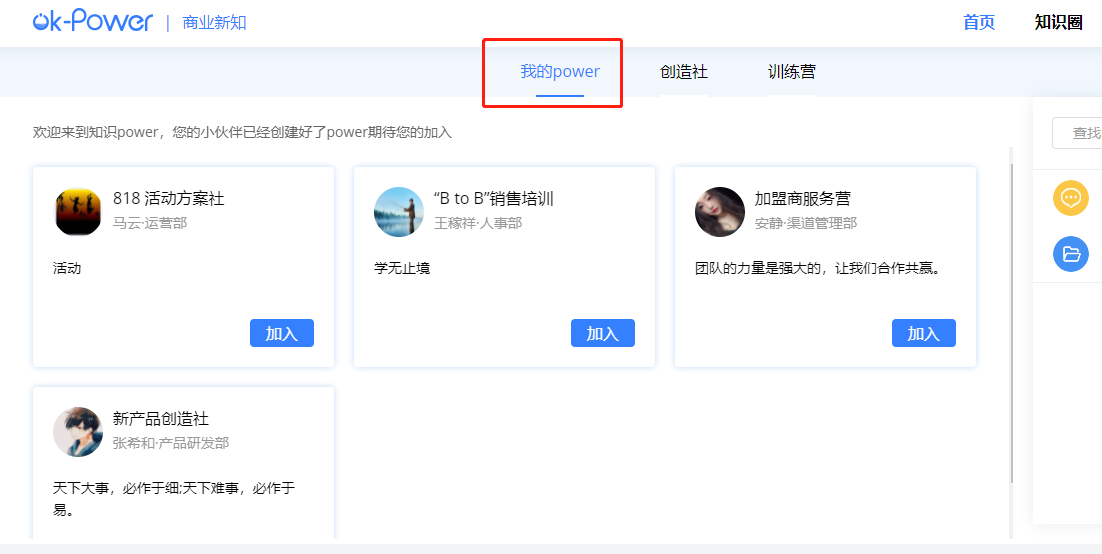 ok-Power | 商业新知
首页 知识圈
我的power 创造社 训练营
欢迎来到知识power，您的小伙伴已经创建好了power期待您的加入
查找
818 活动方案社
马云·运营部
活动
加入
“B to B”销售培训
王稼祥·人事部
学无止境
加入
加盟商服务营
安静·渠道管理部
团队的力量是强大的，让我们合作共赢。
加入
新产品创造社
张希和·产品研发部
天下大事，必作于细;天下难事，必作于
易。